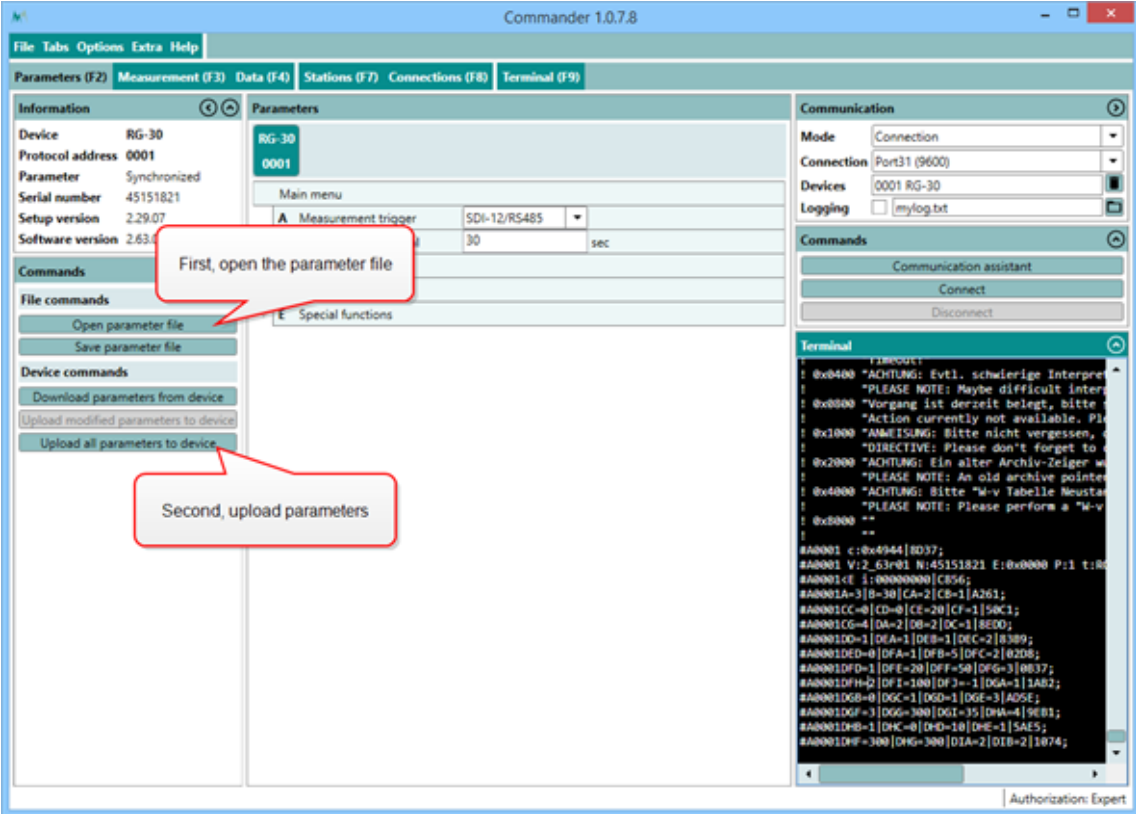 Commander 1.0.7.8
File Tabs Options Extra Help
Parameters (F2) Measurement (F3) Data (F4) Stations (F7) Connections (F8) Terminal (F9)
Information
Device RG-30
Protocol address 0001
Parameter Synchronized
Serial number 45151821
Setup version 2.29.07
Software version 2.63.
Commands
File commands
Open parameter file
Save parameter file
Device commands
Download parameters from device
Upload modified parameters to device
Upload all parameters to device
First, open the parameter file
Second, upload parameters
Parameters
RG-30
0001
Main menu
A Measurement trigger SDI-12/RS485
30 sec
E Special functions
Communication
Mode Connection
Connection Port31 (9600)
Devices 0001 RG-30
Logging mylog.txt
Commands
Communication assistant
Connect
Disconnect
Terminal
! Timeout!
! 0x0400 "ACHTUNG: Evtl. schwierige Interpret
! "PLEASE NOTE: Maybe difficult interp
! 0x0800 "Vorgang ist derzeit belegt, bitte
! "Action currently not available. Ple
! 0x1000 "ANWEISUNG: Bitte nicht vergessen,
! "DIRECTIVE: Please don't forget to
! 0x2000 "ACHTUNG: Ein alter Archiv-Zeiger w
! "PLEASE NOTE: An old archive pointe
! 0x4000 "ACHTUNG: Bitte "W-v Tabelle Neustar
! "PLEASE NOTE: Please perform a "W-v
! 0x8000 ""
! ""
#A0001 c:0x4944|8D37;
#A0001 V:2_63r01 N:45151821 E:0x0000 P:1 t:RG
#A0001<E i:00000000|CB56;
#A0001A=3|B=30|CA=2|CB=1|A261;
#A0001CC=0|CD=0|CE=20|CF=1|50C1;
#A0001CG=4|DA=2|DB=2|DC=1|8EDD;
#A0001DD=1|DEA=1|DEB=1|DEC=2|83B9;
#A0001DED=0|DFA=1|DFB=5|DFC=2|02D8;
#A0001DFD=1|DFE=20|DFF=50|DFG=3|0B37;
#A0001DFH=2|DFI=100|DFJ=-1|DGA=1|1AB2;
#A0001DGB=0|DGC=1|DGD=1|DGE=3|AD5E;
#A0001DGF=3|DGG=300|DGI=35|DHA=4|9EB1;
#A0001DHB=1|DHC=0|DHD=10|DHE=1|5AE5;
#A0001DHF=300|DHG=300|DIA=2|DIB=2|1074;
Authorization: Expert